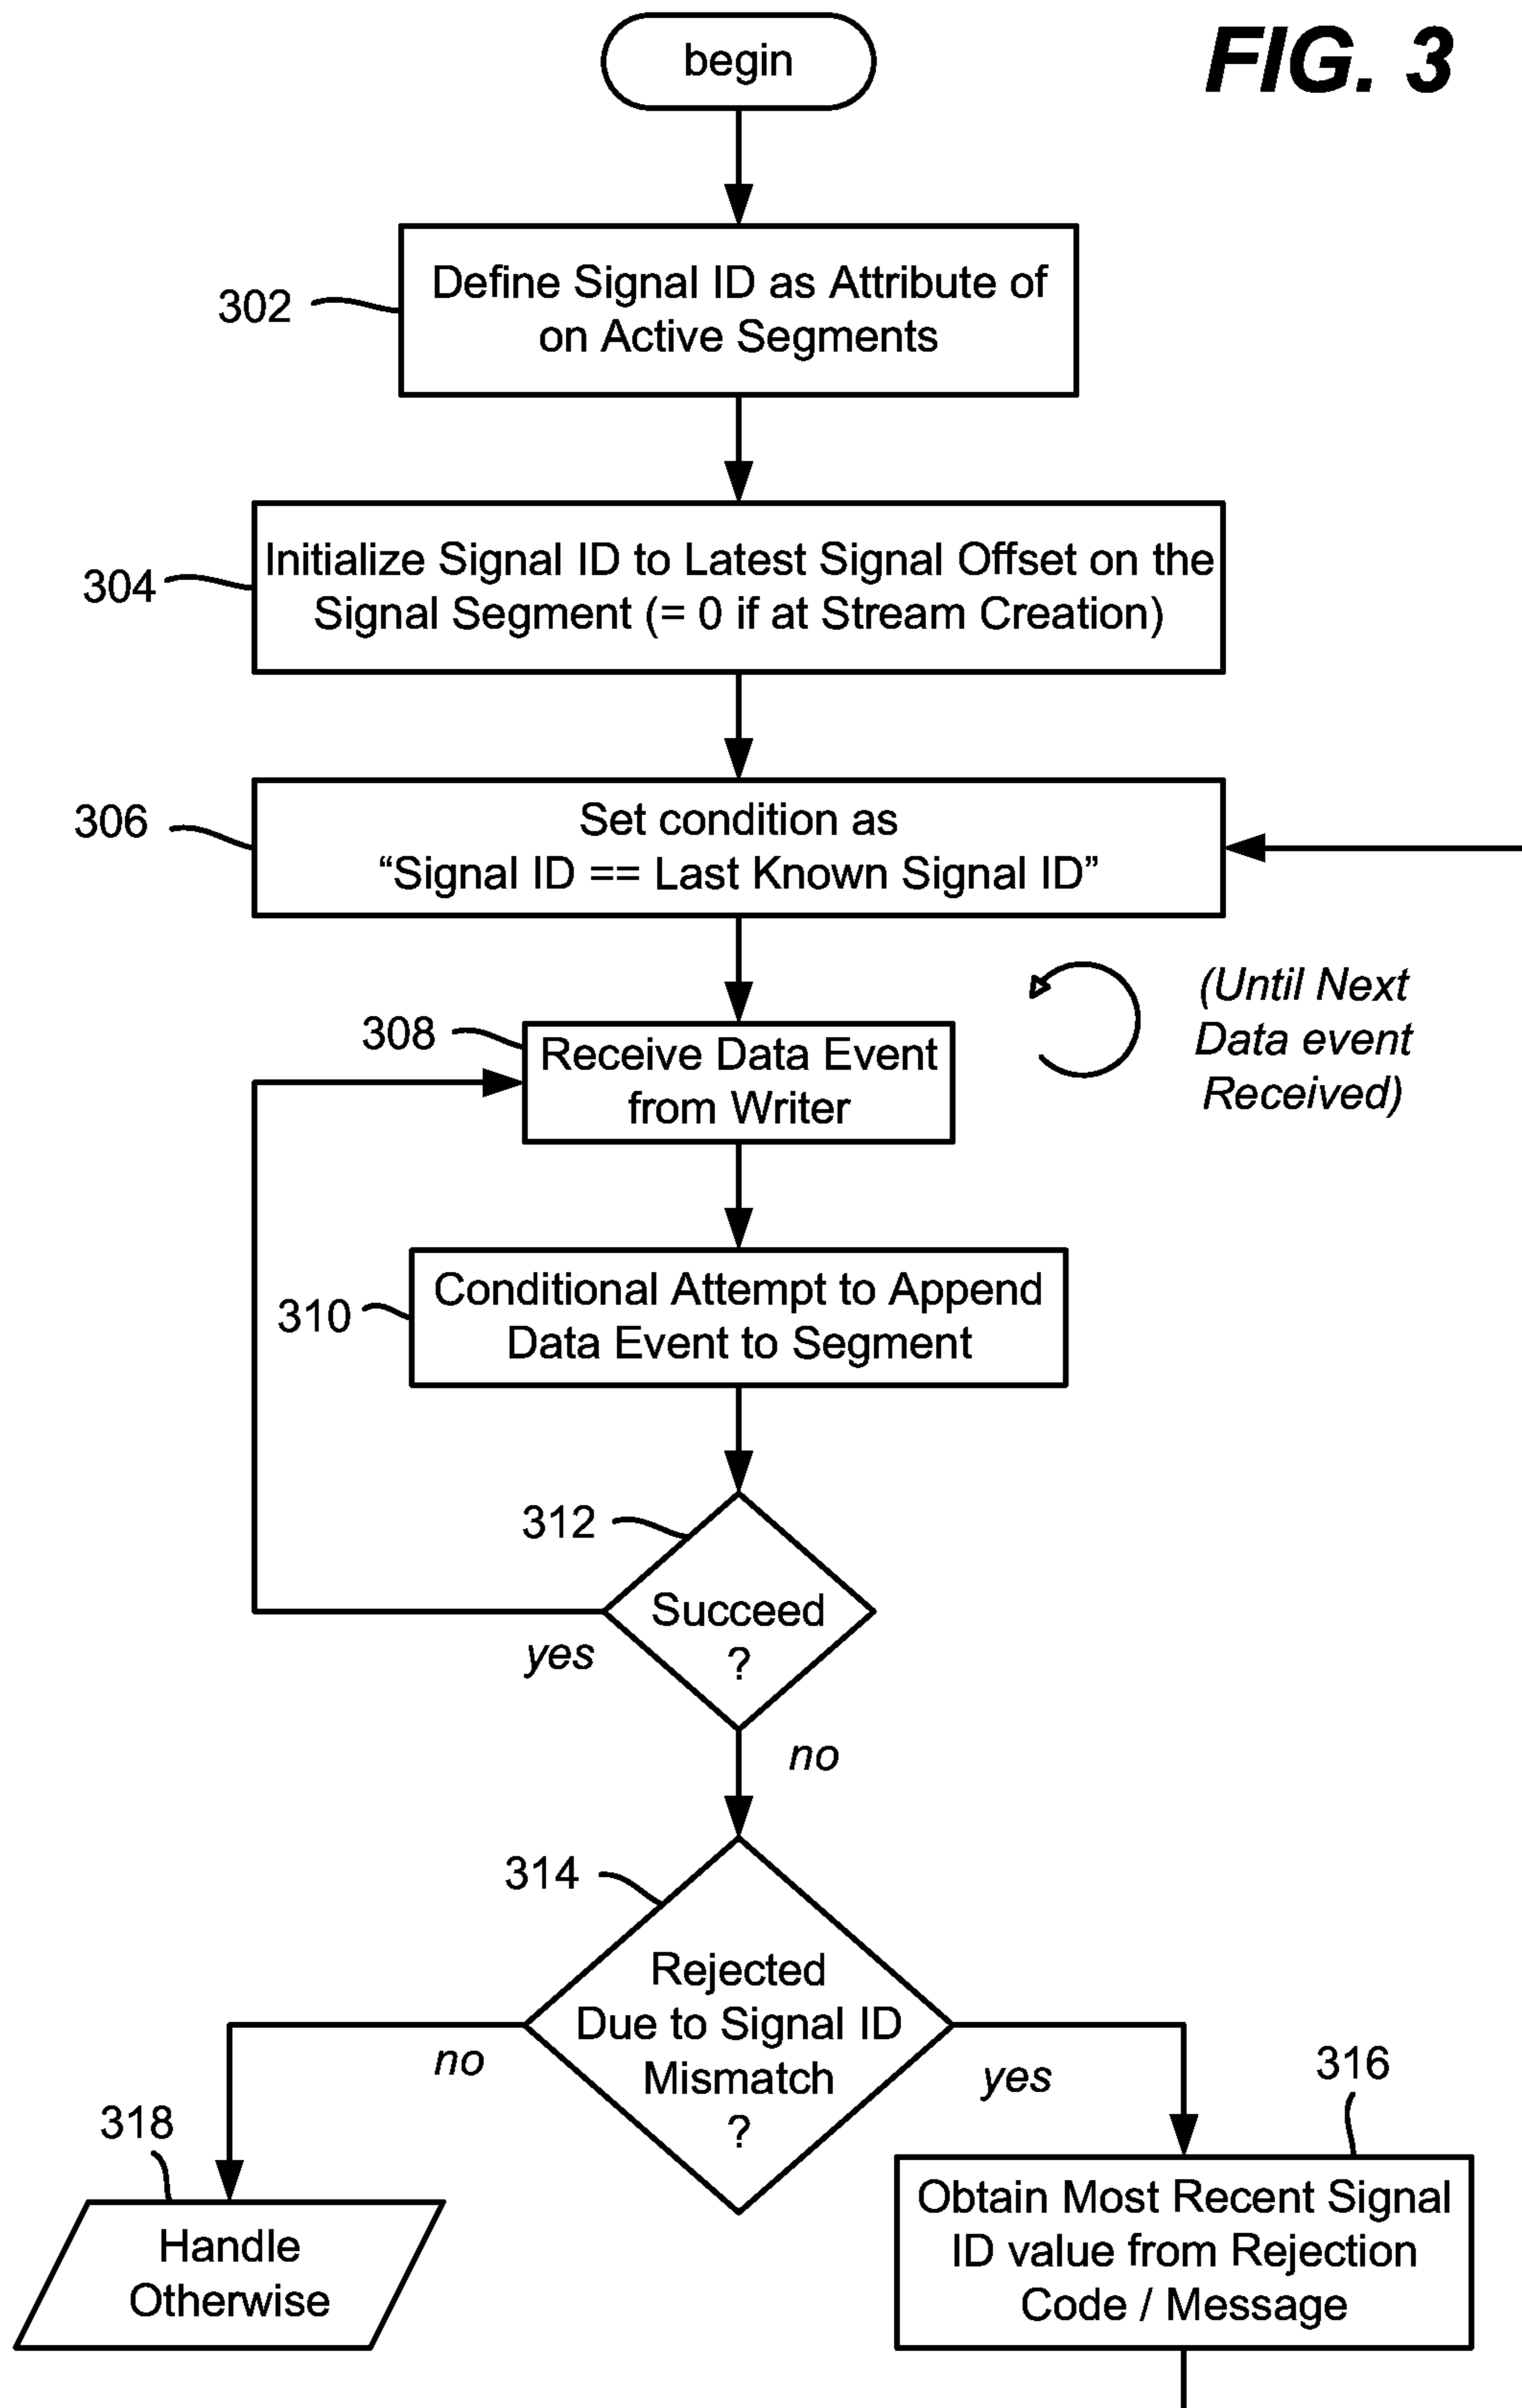 FIG. 3
begin
302
Define Signal ID as Attribute of
on Active Segments
304
Initialize Signal ID to Latest Signal Offset on the
Signal Segment (= 0 if at Stream Creation)
306
Set condition as
“Signal ID == Last Known Signal ID”
(Until Next
Data event
Received)
308
Receive Data Event
from Writer
310
Conditional Attempt to Append
Data Event to Segment
312
Succeed
?
yes
no
314
Rejected
Due to Signal ID
Mismatch
?
no
yes
316
318
Handle
Otherwise
Obtain Most Recent Signal
ID value from Rejection
Code / Message